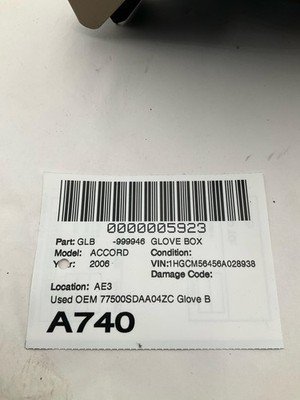 0000005923
Part: GLB -999946 GLOVE BOX
Model: ACCORD Condition:
Year: 2006 VIN:1HGCM56456A028938
Damage Code:
Location: AE3
Used OEM 77500SDAA04ZC Glove B
A740